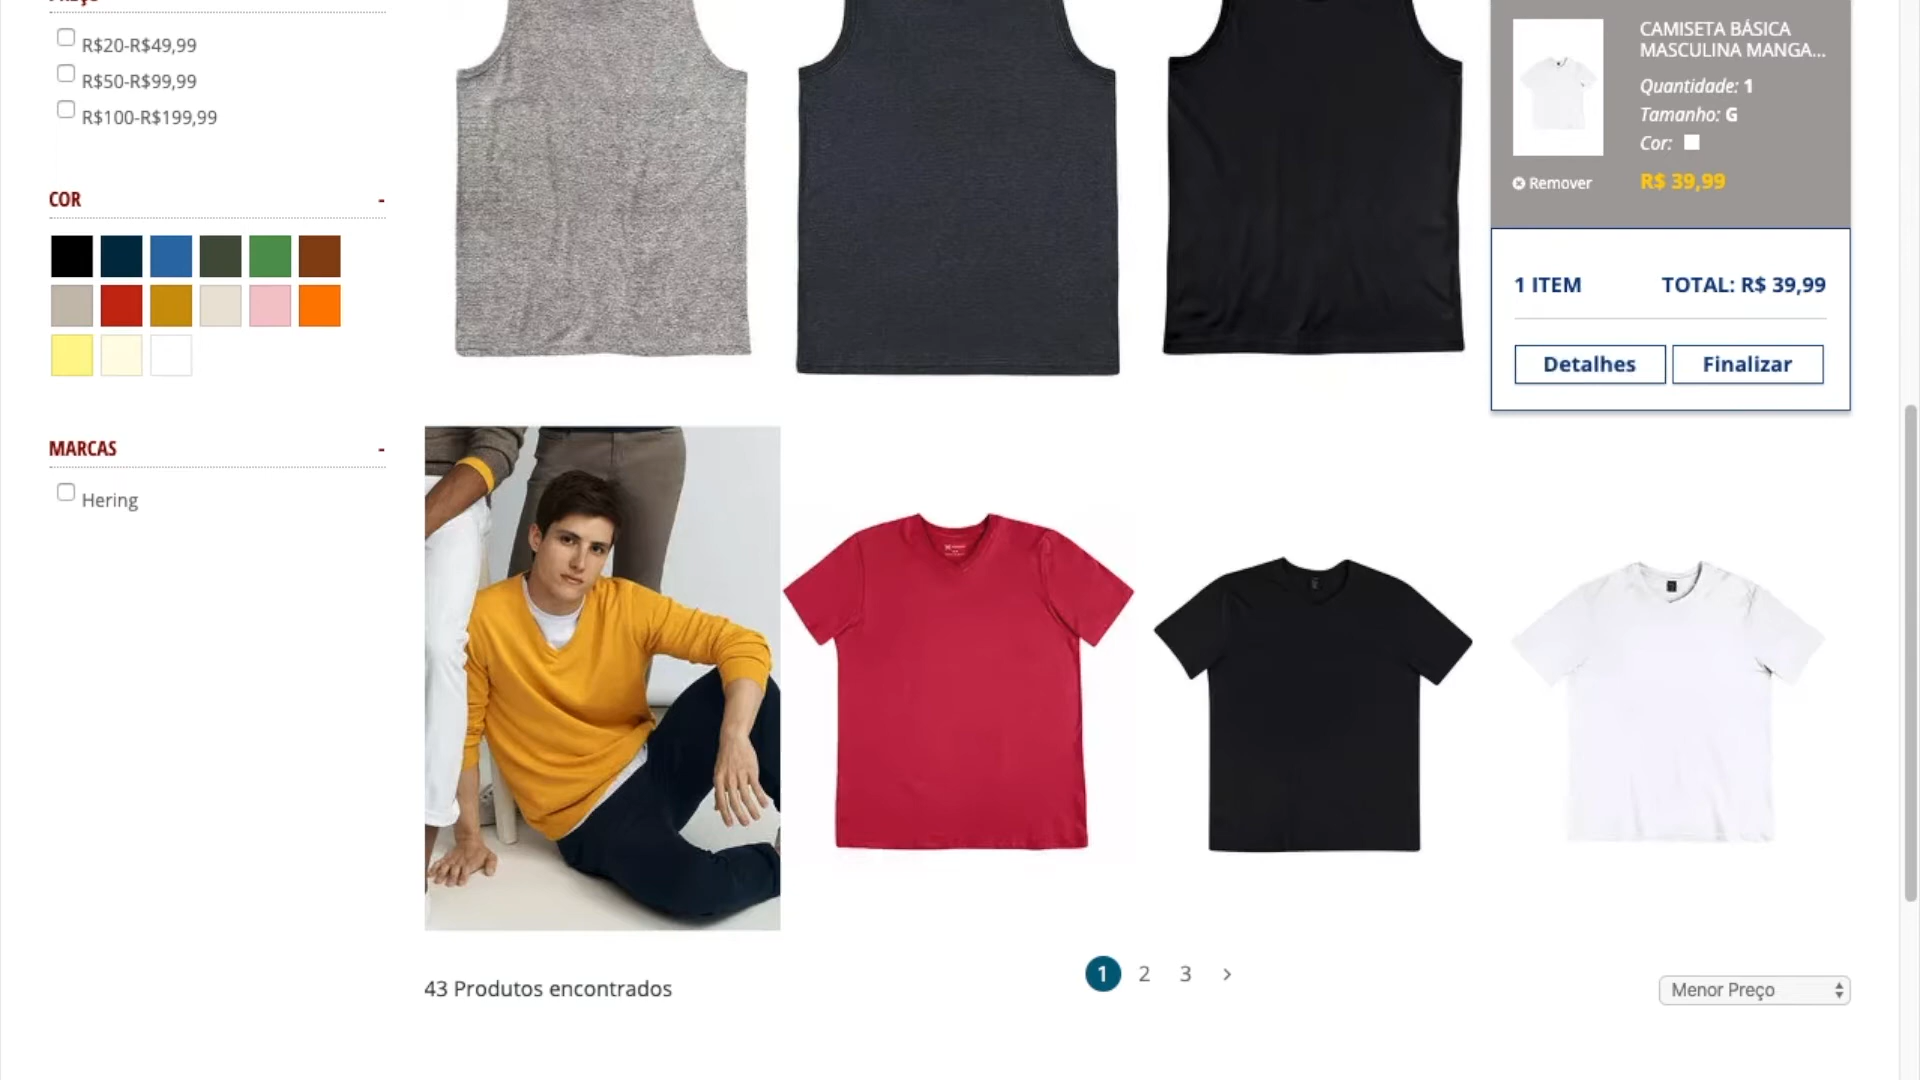 R$20-R$49,99
R$50-R$99,99
R$100-R$199,99
COR -
MARCAS -
Hering
CAMISETA BÁSICA
MASCULINA MANGA...
Quantidade: 1
Tamanho: G
Cor:
Remover
R$ 39,99
1 ITEM
TOTAL: R$ 39,99
Detalhes
Finalizar
43 Produtos encontrados
1 2 3 >
Menor Preço